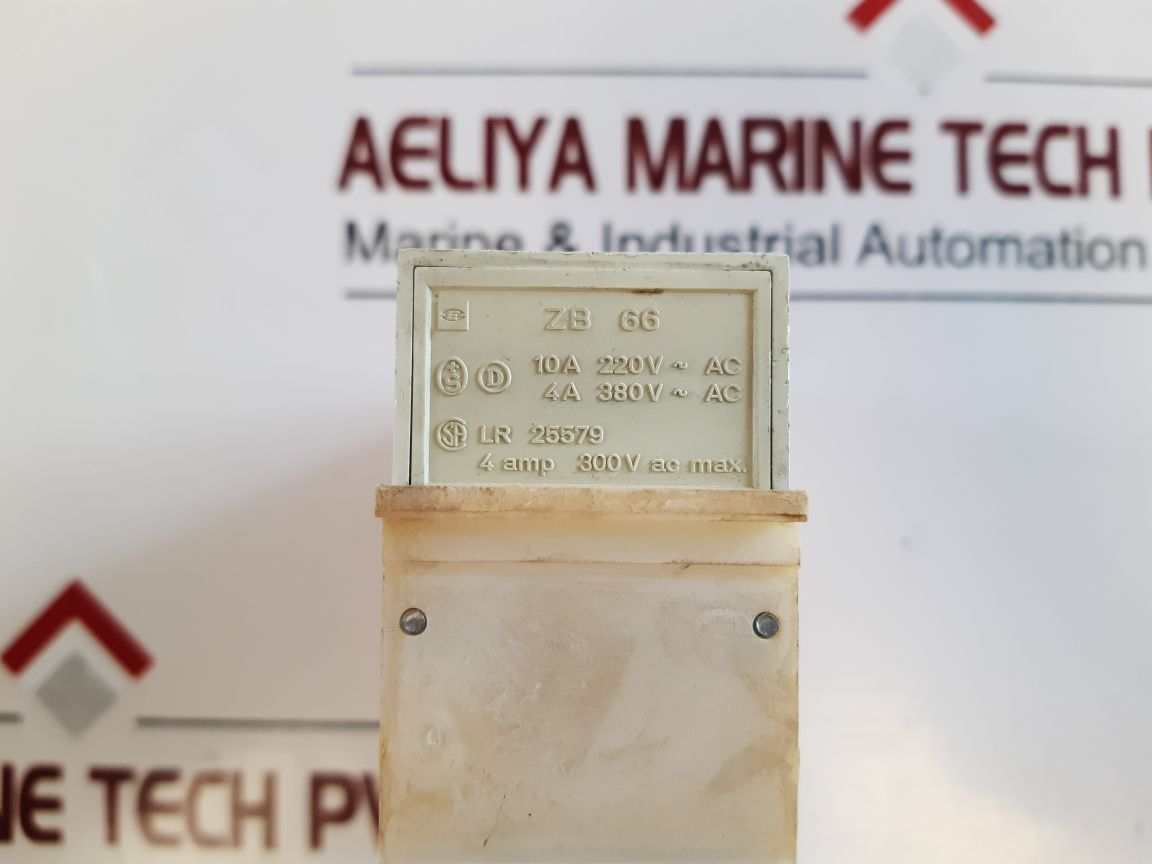 AELIYA MARINE TECH
Marine & Industrial Automation
ZB 66
10A 220V ~ AC
S D
4A 380V ~ AC
SA LR 25579
4 amp 300V ac max.
NE TECH PV